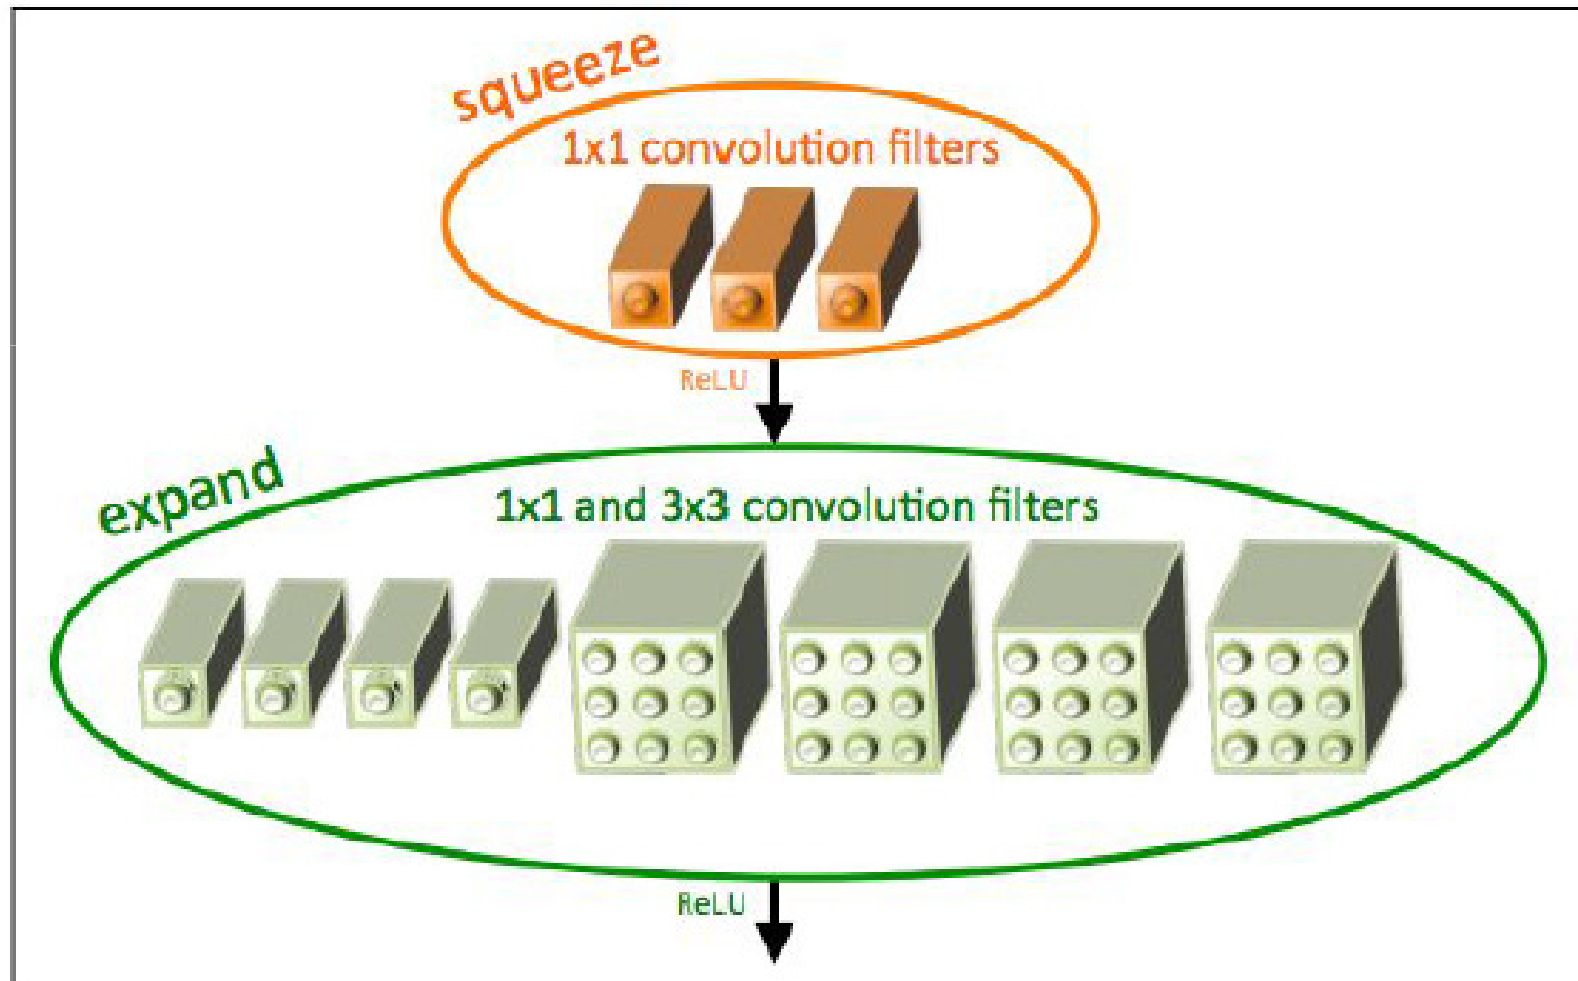 squeeze
1x1 convolution filters
ReLU
expand
1x1 and 3x3 convolution filters
ReLU